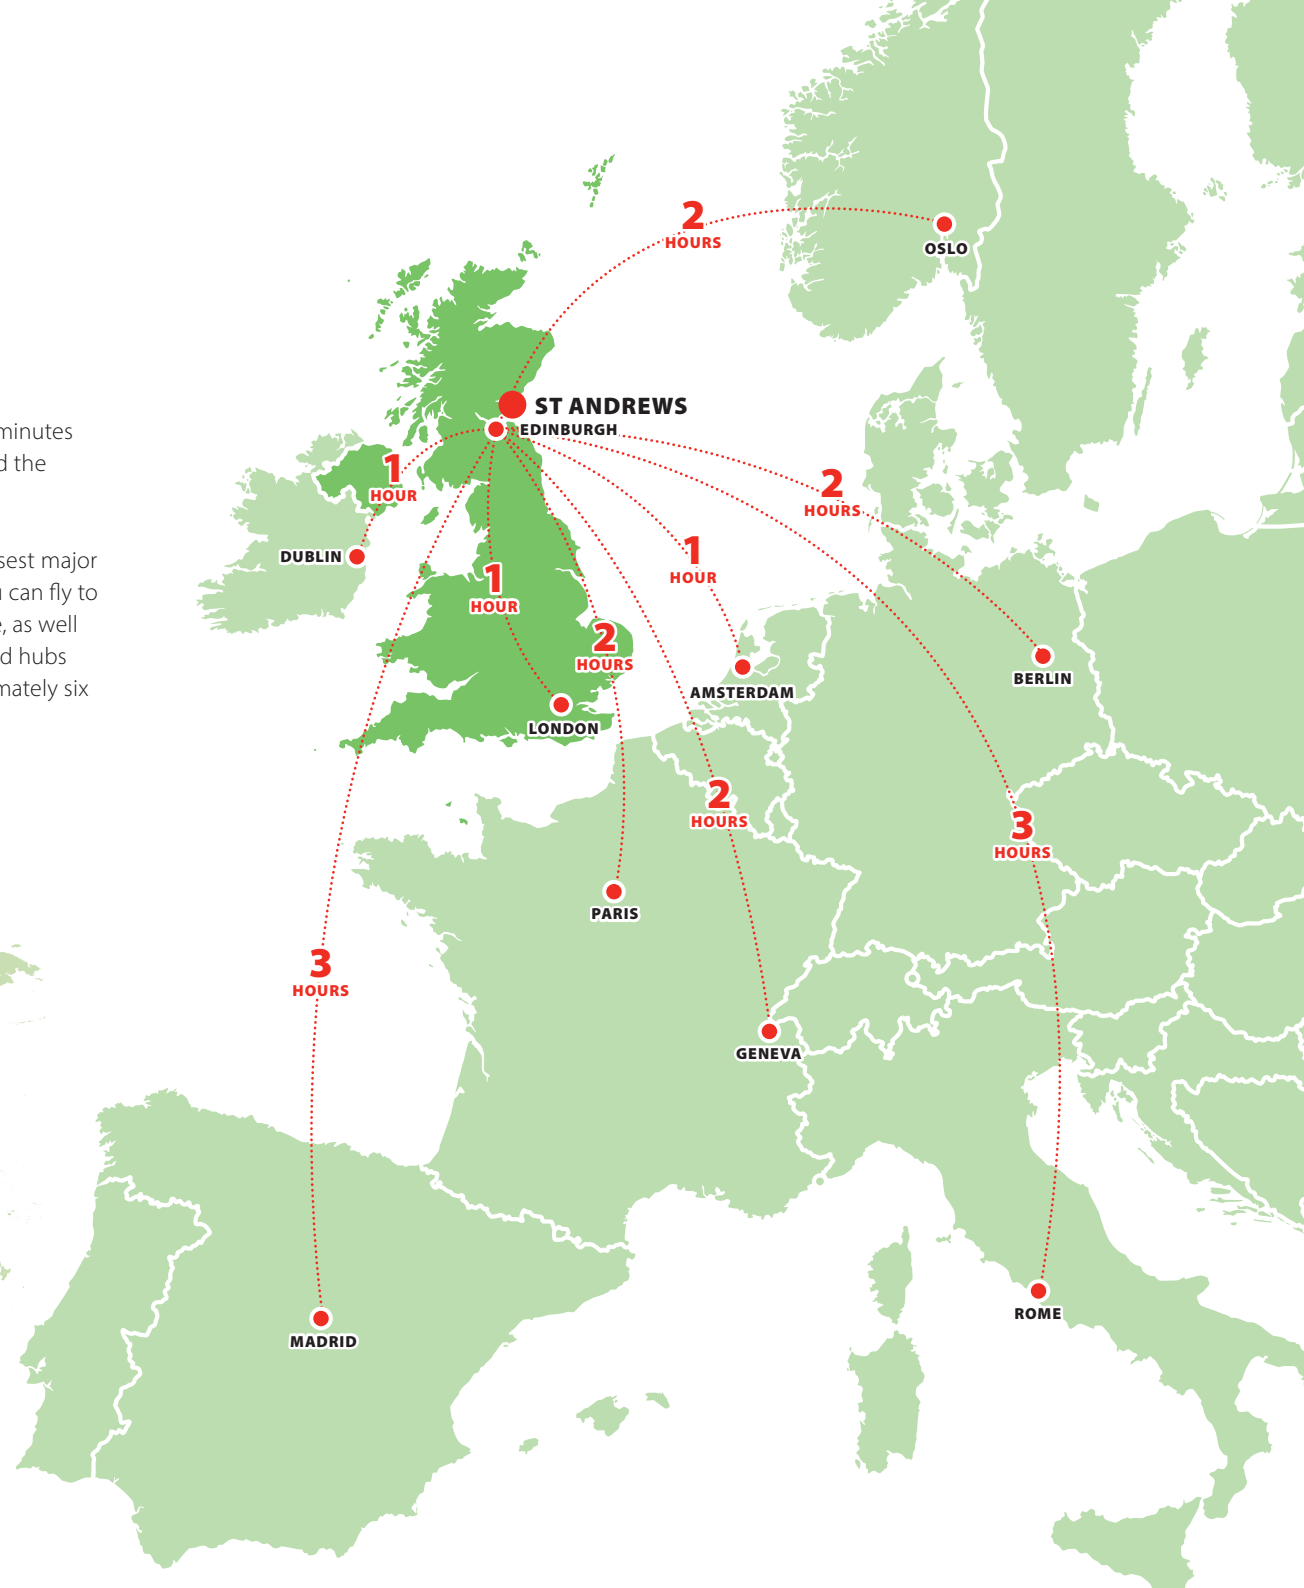 minutes
d the
sest major
can fly to
, as well
d hubs
mately six
2
HOURS
OSLO
ST ANDREWS
EDINBURGH
1
HOUR
2
HOURS
DUBLIN
1
HOUR
1
HOUR
2
HOURS
AMSTERDAM
BERLIN
LONDON
2
HOURS
3
HOURS
PARIS
3
HOURS
GENEVA
ROME
MADRID